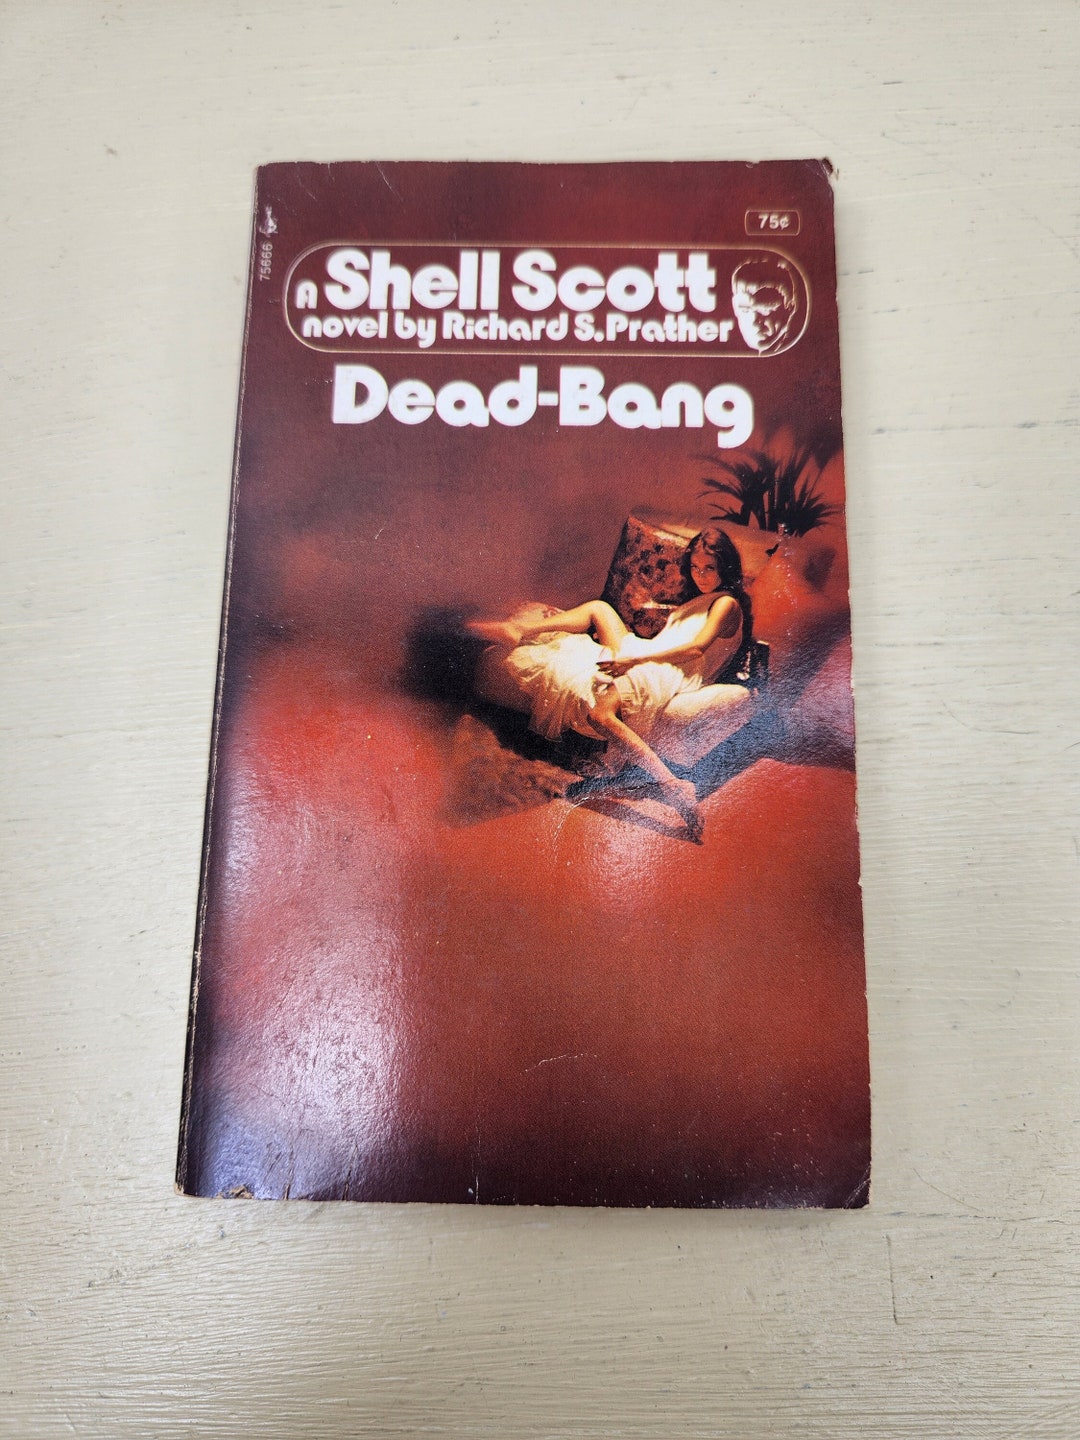 75666
75¢
A Shell Scott
novel by Richard S. Prather
Dead-Bang